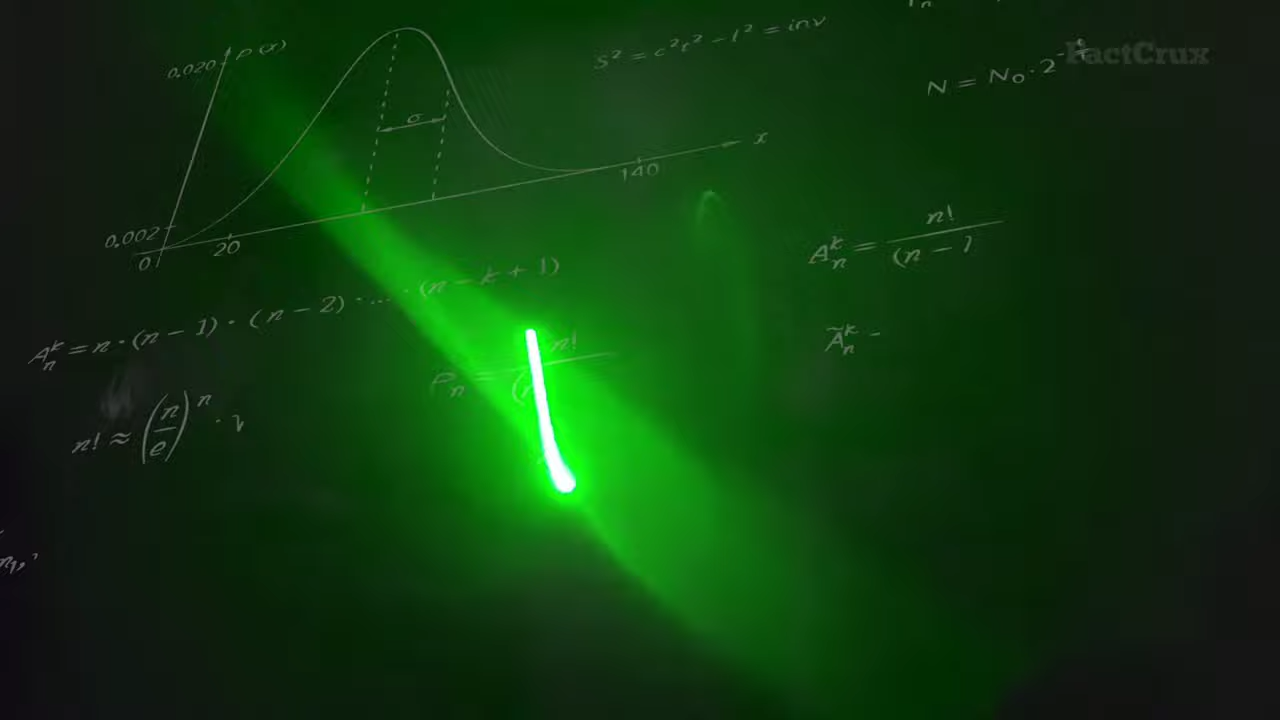 0.020 P(x)
S² = c²t² - l² = inv
FactCrux
N = N₀ · 2
σ
x
140
0.002
0
20
Aₙᵏ = n!/(n - 1
Aₙᵏ = n · (n - 1) · (n - 2) · ... · (n - k + 1)
Ãₙᵏ -
Pₙ = n!/(
n! ≈ (n/e)ⁿ ·